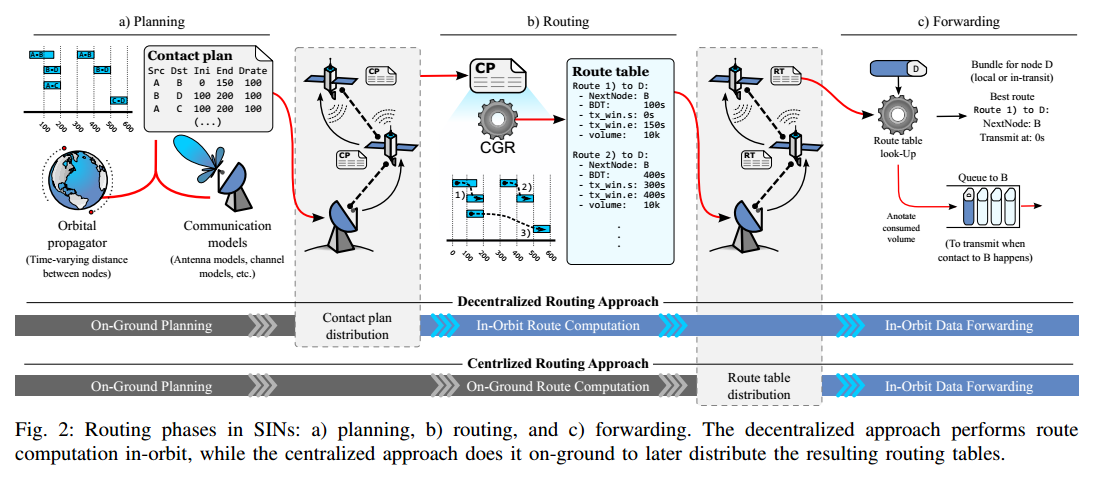 a) Planning
b) Routing
c) Forwarding
A→B
A→B
B→D
B→D
A→C
C→D
100 200 300 400 500 600
Contact plan
Src Dst Ini End Drate
A B 0 150 100
B D 100 200 100
A C 100 200 100
(...)
Orbital
propagator
(Time-varying distance
between nodes)
Communication
models
(Antenna models, channel
models, etc.)
CP
CP
CP
CGR
1)
2)
3)
0 100 200 300 400 500 600
Route table
Route 1) to D:
- NextNode: B
- BDT: 100s
- tx_win.s: 0s
- tx_win.e: 150s
- volume: 10k
Route 2) to D:
- NextNode: B
- BDT: 400s
- tx_win.s: 300s
- tx_win.e: 400s
- volume: 10k
.
.
.
RT
RT
D
Bundle for node D
(local or in-transit)
Route table
look-Up
Best route
Route 1) to D:
NextNode: B
Transmit at: 0s
Queue to B
D
Anotate
consumed
volume
(To transmit when
contact to B happens)
Decentralized Routing Approach
On-Ground Planning
Contact plan
distribution
In-Orbit Route Computation
In-Orbit Data Forwarding
Centrlized Routing Approach
On-Ground Planning
On-Ground Route Computation
Route table
distribution
In-Orbit Data Forwarding
Fig. 2: Routing phases in SINs: a) planning, b) routing, and c) forwarding. The decentralized approach performs route
computation in-orbit, while the centralized approach does it on-ground to later distribute the resulting routing tables.